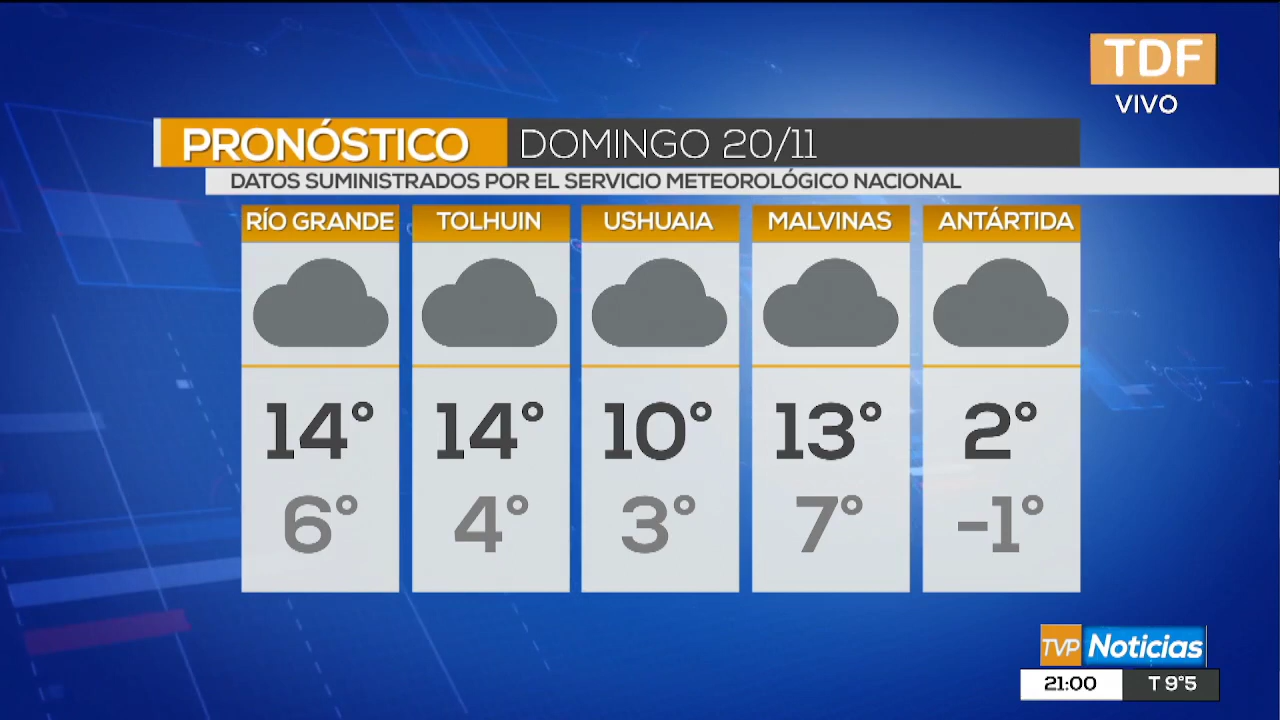 TDF
VIVO
PRONÓSTICO DOMINGO 20/11
DATOS SUMINISTRADOS POR EL SERVICIO METEOROLÓGICO NACIONAL
RÍO GRANDE TOLHUIN USHUAIA MALVINAS ANTÁRTIDA
14° 14° 10° 13° 2°
6° 4° 3° 7° -1°
TVP Noticias
21:00 T 9°5